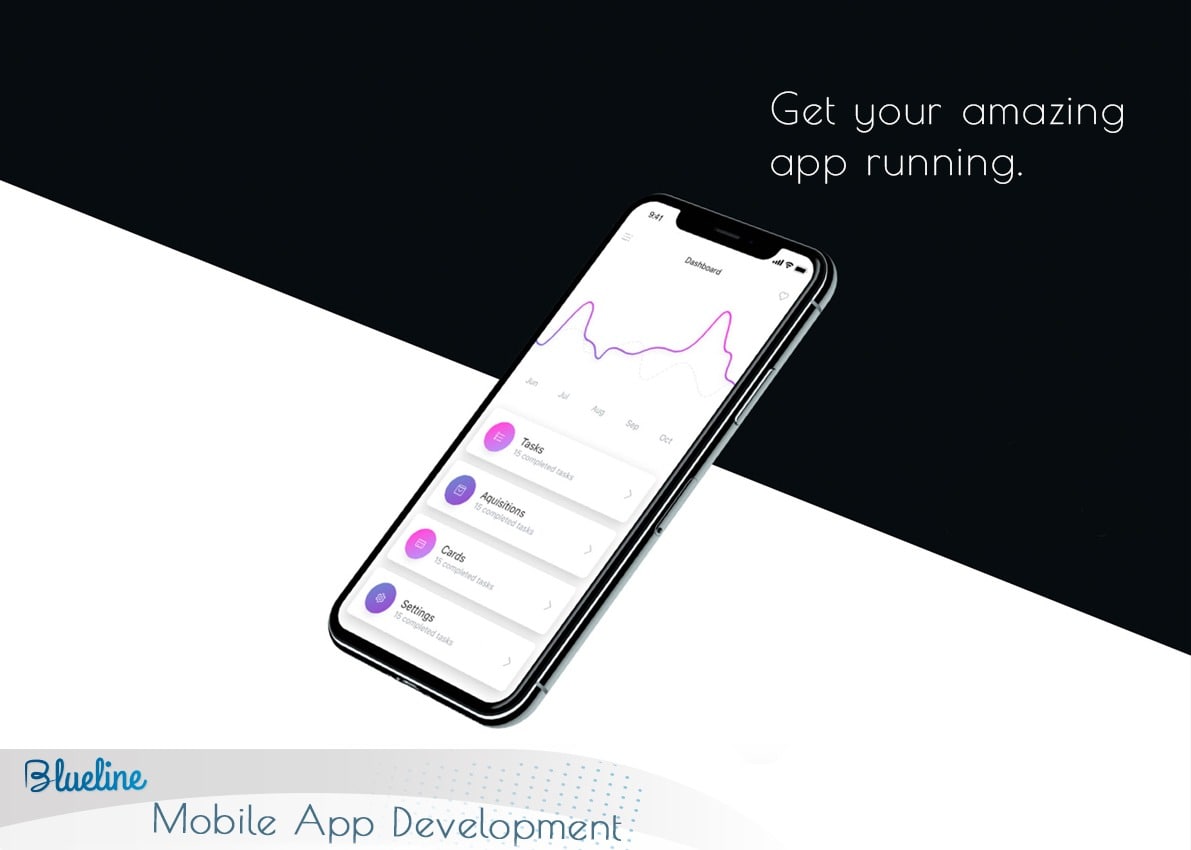 Get your amazing
app running.
9:41
Dashboard
Jun
Jul
Aug
Sep
Oct
Tasks
15 completed tasks
Aquisitions
15 completed tasks
Cards
15 completed tasks
Settings
15 completed tasks
Blueline
Mobile App Development